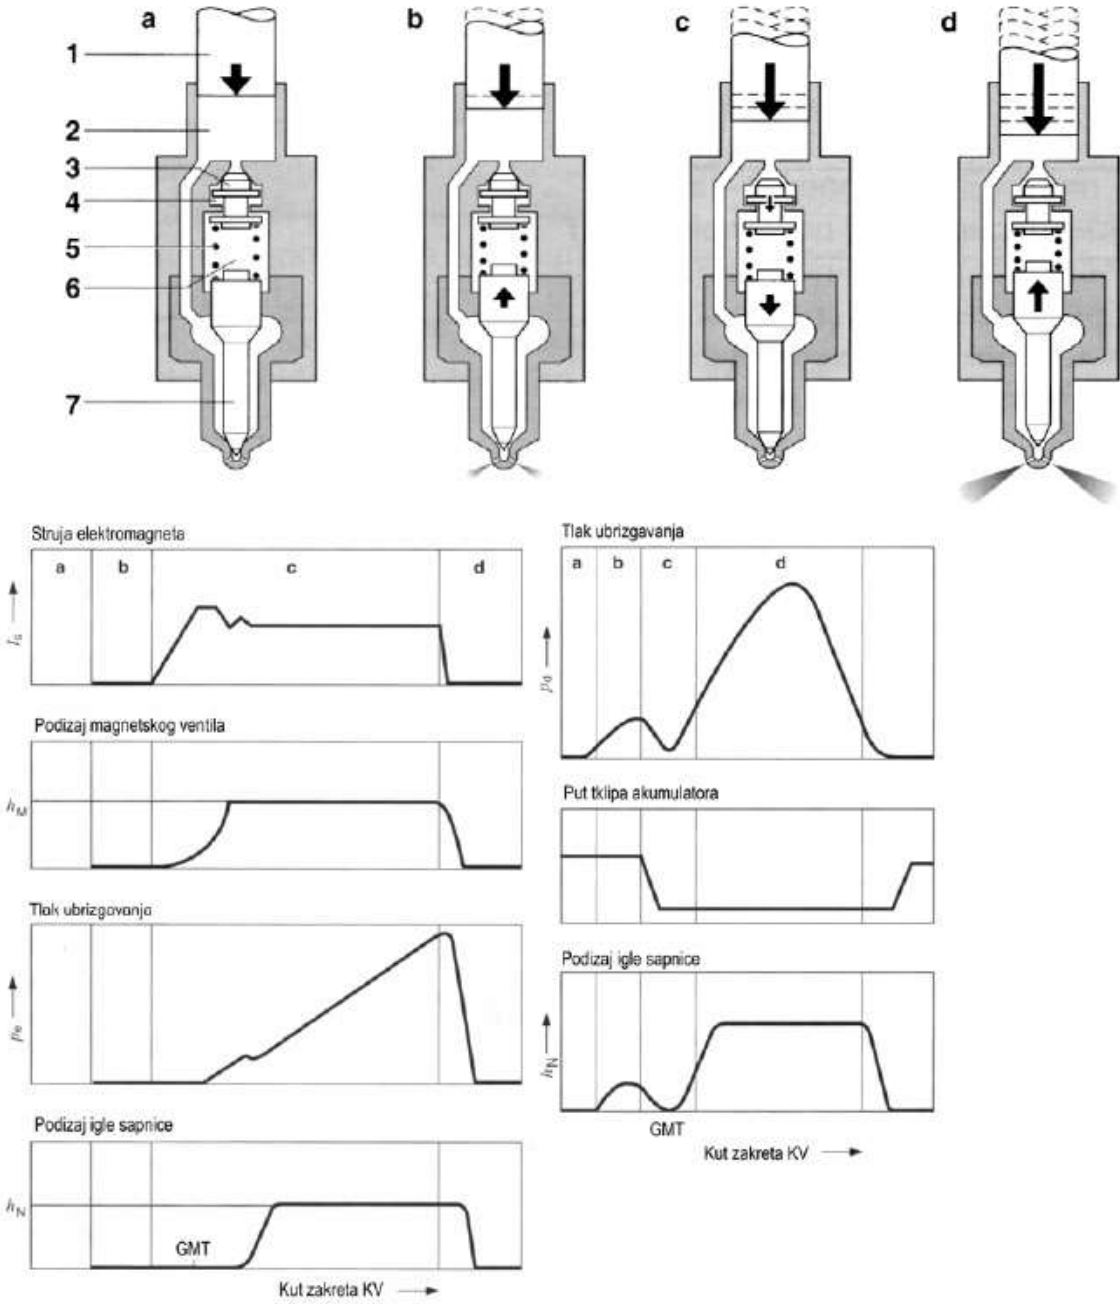 a
b
c
d
1
2
3
4
5
6
7
Struja elektromagneta
a b c d
Is
Podizaj magnetskog ventila
hM
Tlak ubrizgavanja
pe
Podizaj igle sapnice
hN
GMT
Kut zakreta KV
Tlak ubrizgavanja
a b c d
pd
Put tklipa akumulatora
Podizaj igle sapnice
hN
GMT
Kut zakreta KV